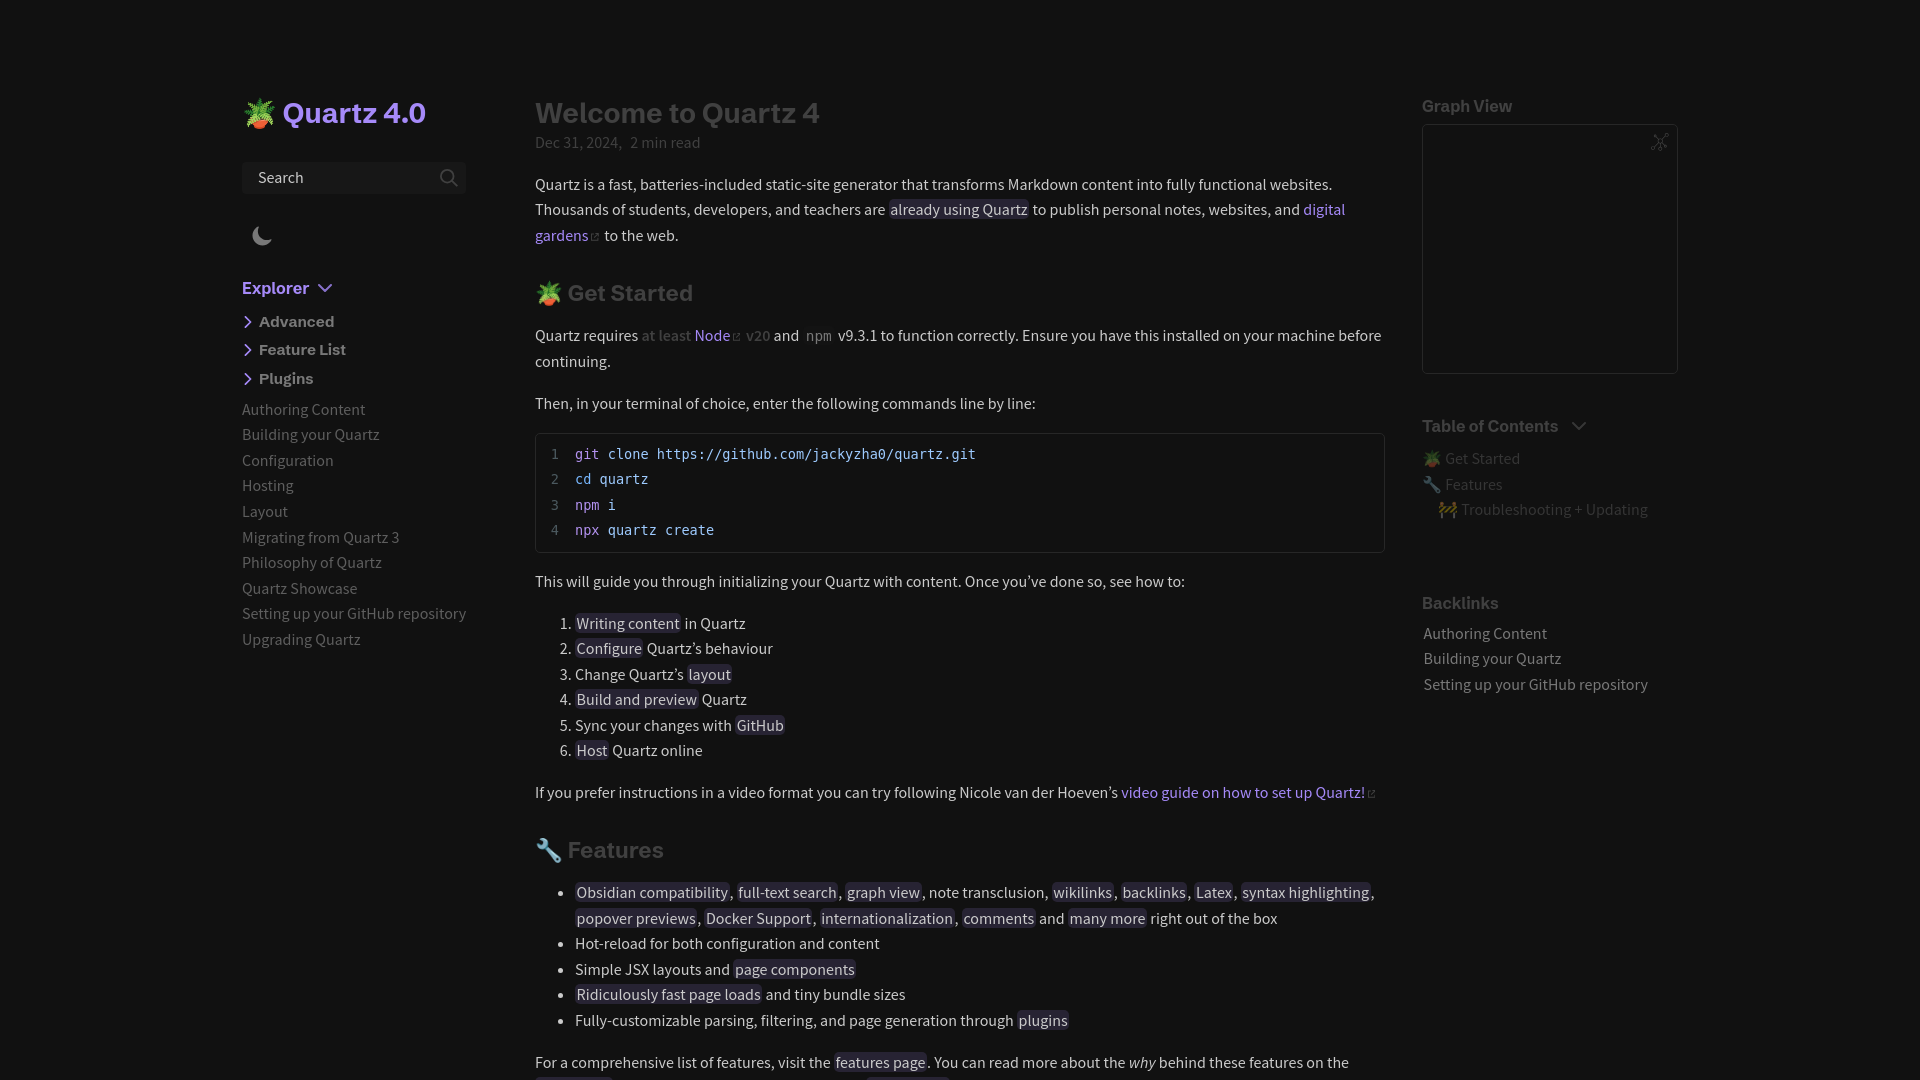 Quartz 4.0
Search
Explorer
Advanced
Feature List
Plugins
Authoring Content
Building your Quartz
Configuration
Hosting
Layout
Migrating from Quartz 3
Philosophy of Quartz
Quartz Showcase
Setting up your GitHub repository
Upgrading Quartz
Welcome to Quartz 4
Dec 31, 2024, 2 min read
Quartz is a fast, batteries-included static-site generator that transforms Markdown content into fully functional websites.
Thousands of students, developers, and teachers are already using Quartz to publish personal notes, websites, and digital
gardens to the web.
🪴 Get Started
Quartz requires at least Node v20 and npm v9.3.1 to function correctly. Ensure you have this installed on your machine before
continuing.
Then, in your terminal of choice, enter the following commands line by line:
1 git clone https://github.com/jackyzha0/quartz.git
2 cd quartz
3 npm i
4 npx quartz create
This will guide you through initializing your Quartz with content. Once you’ve done so, see how to:
1. Writing content in Quartz
2. Configure Quartz’s behaviour
3. Change Quartz’s layout
4. Build and preview Quartz
5. Sync your changes with GitHub
6. Host Quartz online
If you prefer instructions in a video format you can try following Nicole van der Hoeven’s video guide on how to set up Quartz!
🔧 Features
• Obsidian compatibility, full-text search, graph view, note transclusion, wikilinks, backlinks, Latex, syntax highlighting,
popover previews, Docker Support, internationalization, comments and many more right out of the box
• Hot-reload for both configuration and content
• Simple JSX layouts and page components
• Ridiculously fast page loads and tiny bundle sizes
• Fully-customizable parsing, filtering, and page generation through plugins
For a comprehensive list of features, visit the features page. You can read more about the why behind these features on the
Graph View
Table of Contents
🪴 Get Started
🔧 Features
🚧 Troubleshooting + Updating
Backlinks
Authoring Content
Building your Quartz
Setting up your GitHub repository